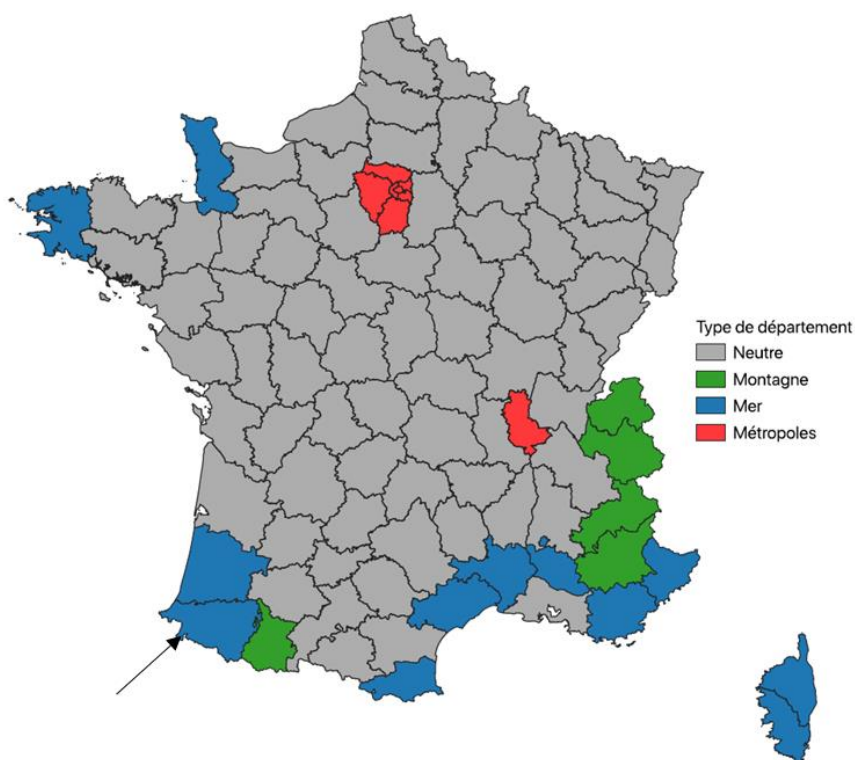 Type de département
Neutre
Montagne
Mer
Métropoles